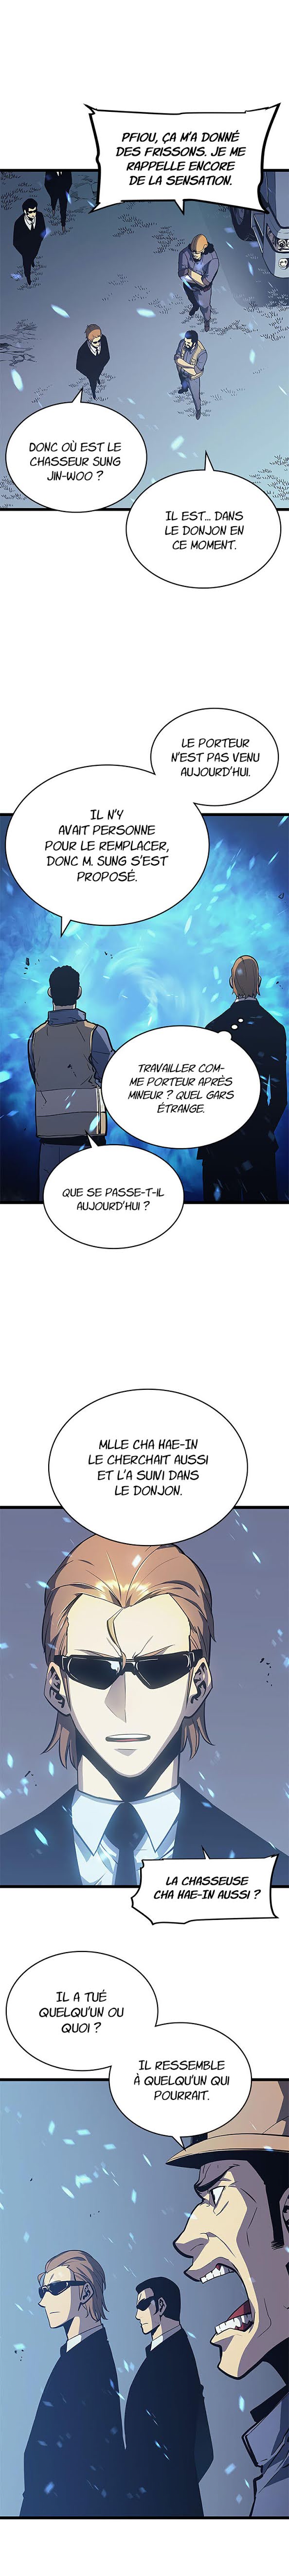 PFIOU, ÇA M'A DONNÉ
DES FRISSONS. JE ME
RAPPELLE ENCORE
DE LA SENSATION.
DONC OÙ EST LE
CHASSEUR SUNG
JIN-WOO ?
IL EST... DANS
LE DONJON EN
CE MOMENT.
LE PORTEUR
N'EST PAS VENU
AUJOURD'HUI.
IL N'Y
AVAIT PERSONNE
POUR LE REMPLACER,
DONC M. SUNG S'EST
PROPOSÉ.
TRAVAILLER COM-
ME PORTEUR APRÈS
MINEUR ? QUEL GARS
ÉTRANGE.
QUE SE PASSE-T-IL
AUJOURD'HUI ?
MLLE CHA HAE-IN
LE CHERCHAIT AUSSI
ET L'A SUIVI DANS
LE DONJON.
LA CHASSEUSE
CHA HAE-IN AUSSI ?
IL A TUÉ
QUELQU'UN OU
QUOI ?
IL RESSEMBLE
À QUELQU'UN QUI
POURRAIT.